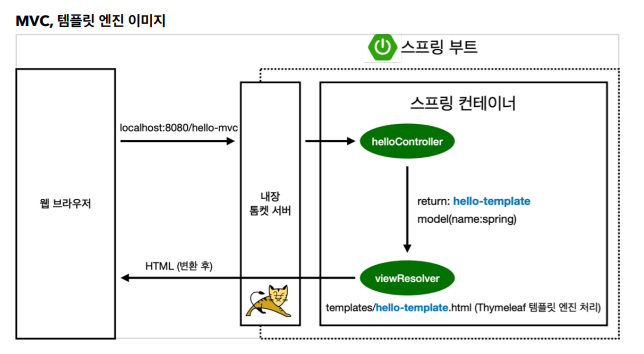 MVC, 템플릿 엔진 이미지
스프링 부트
스프링 컨테이너
localhost:8080/hello-mvc
helloController
웹 브라우저
내장
톰켓 서버
return: hello-template
model(name:spring)
HTML (변환 후)
viewResolver
templates/hello-template.html (Thymeleaf 템플릿 엔진 처리)